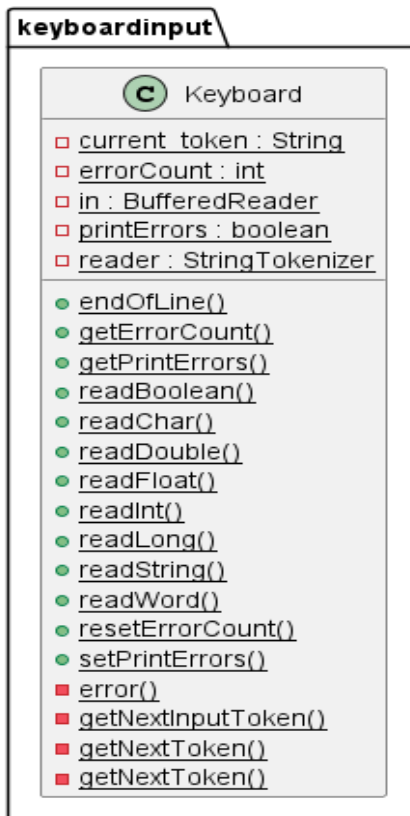 keyboardinput
C Keyboard
current_token : String
errorCount : int
in : BufferedReader
printErrors : boolean
reader : StringTokenizer
endOfLine()
getErrorCount()
getPrintErrors()
readBoolean()
readChar()
readDouble()
readFloat()
readInt()
readLong()
readString()
readWord()
resetErrorCount()
setPrintErrors()
error()
getNextInputToken()
getNextToken()
getNextToken()